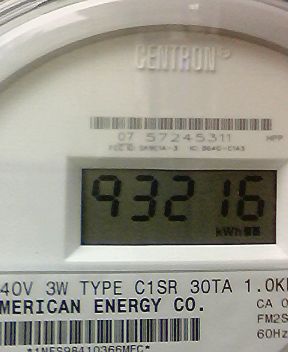 CENTRON®
07 57245311 HPP
93216
kWh
40V 3W TYPE C1SR 30TA 1.0K
MERICAN ENERGY CO.
CA 0
FM2S
60Hz